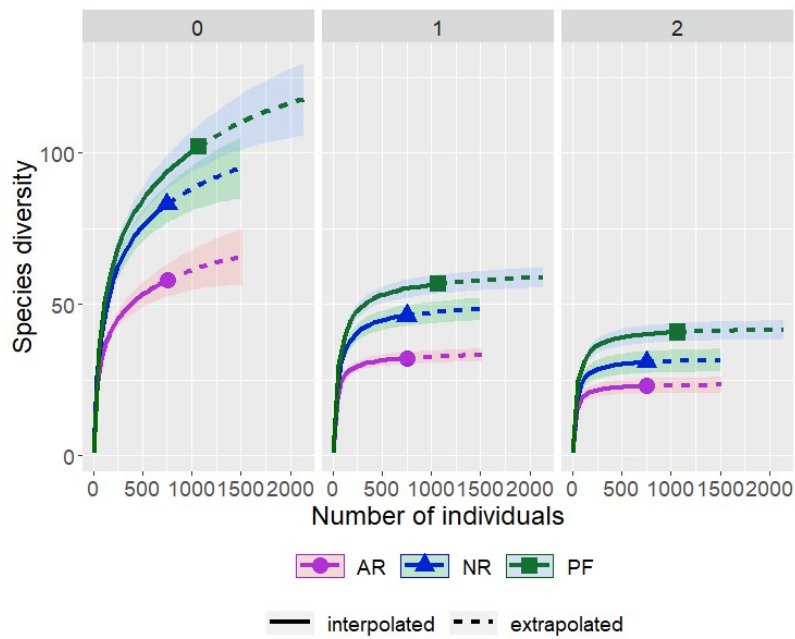 0 1 2
Species diversity
100
50
0
0 500 1000 1500 2000 0 500 1000 1500 2000 0 500 1000 1500 2000
Number of individuals
AR NR PF
interpolated extrapolated